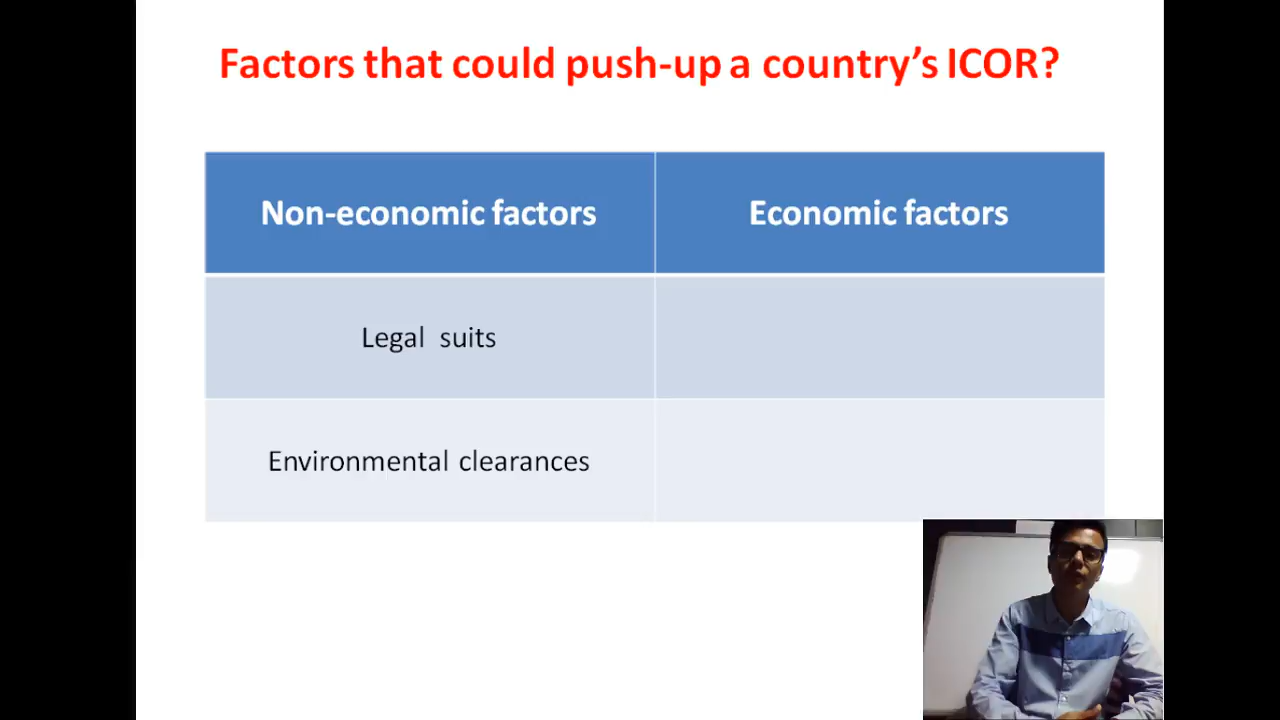 Factors that could push-up a country’s ICOR?
Non-economic factors
Economic factors
Legal suits
Environmental clearances